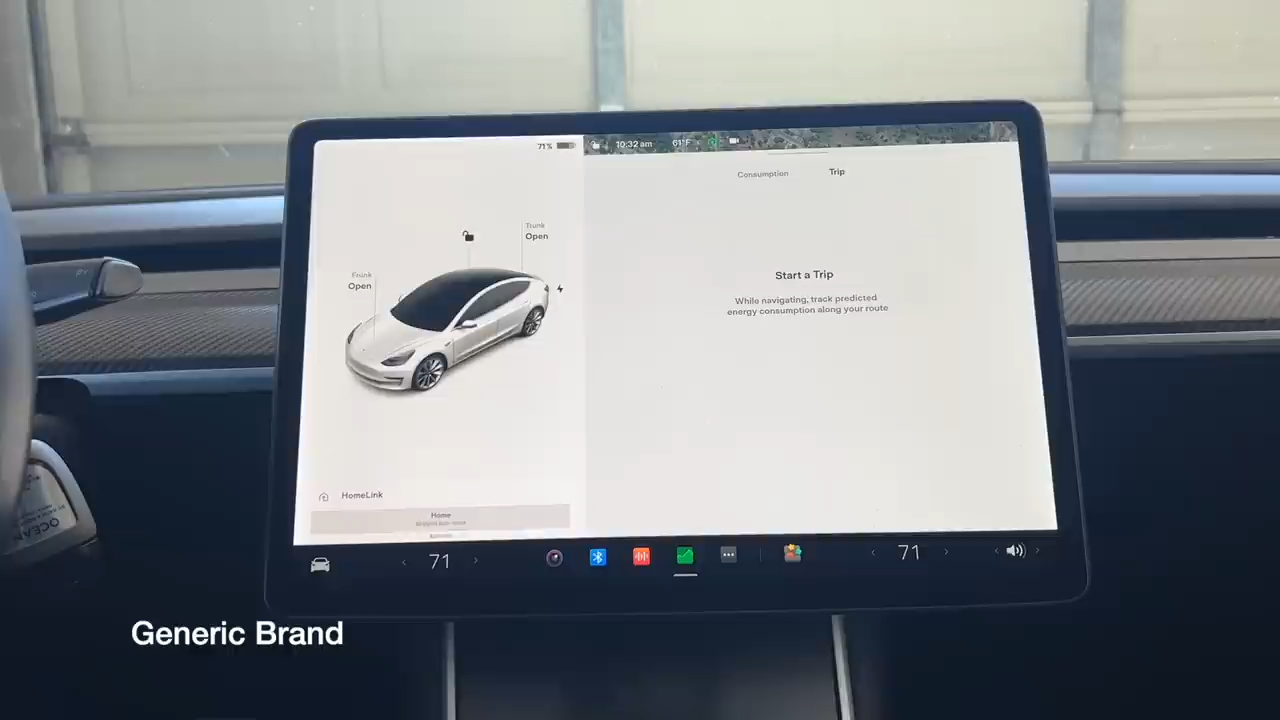 71%
10:32 am 61°F
Consumption Trip
Trunk
Open
Frunk
Open
Start a Trip
While navigating, track predicted
energy consumption along your route
HomeLink
Home
71
71
OCEAN
Generic Brand